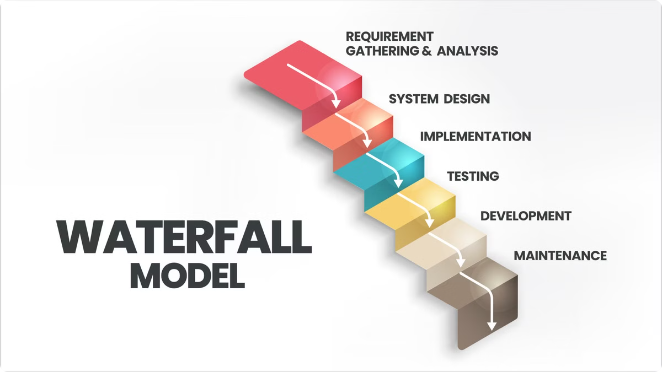 REQUIREMENT
GATHERING & ANALYSIS
SYSTEM DESIGN
IMPLEMENTATION
TESTING
DEVELOPMENT
MAINTENANCE
WATERFALL
MODEL